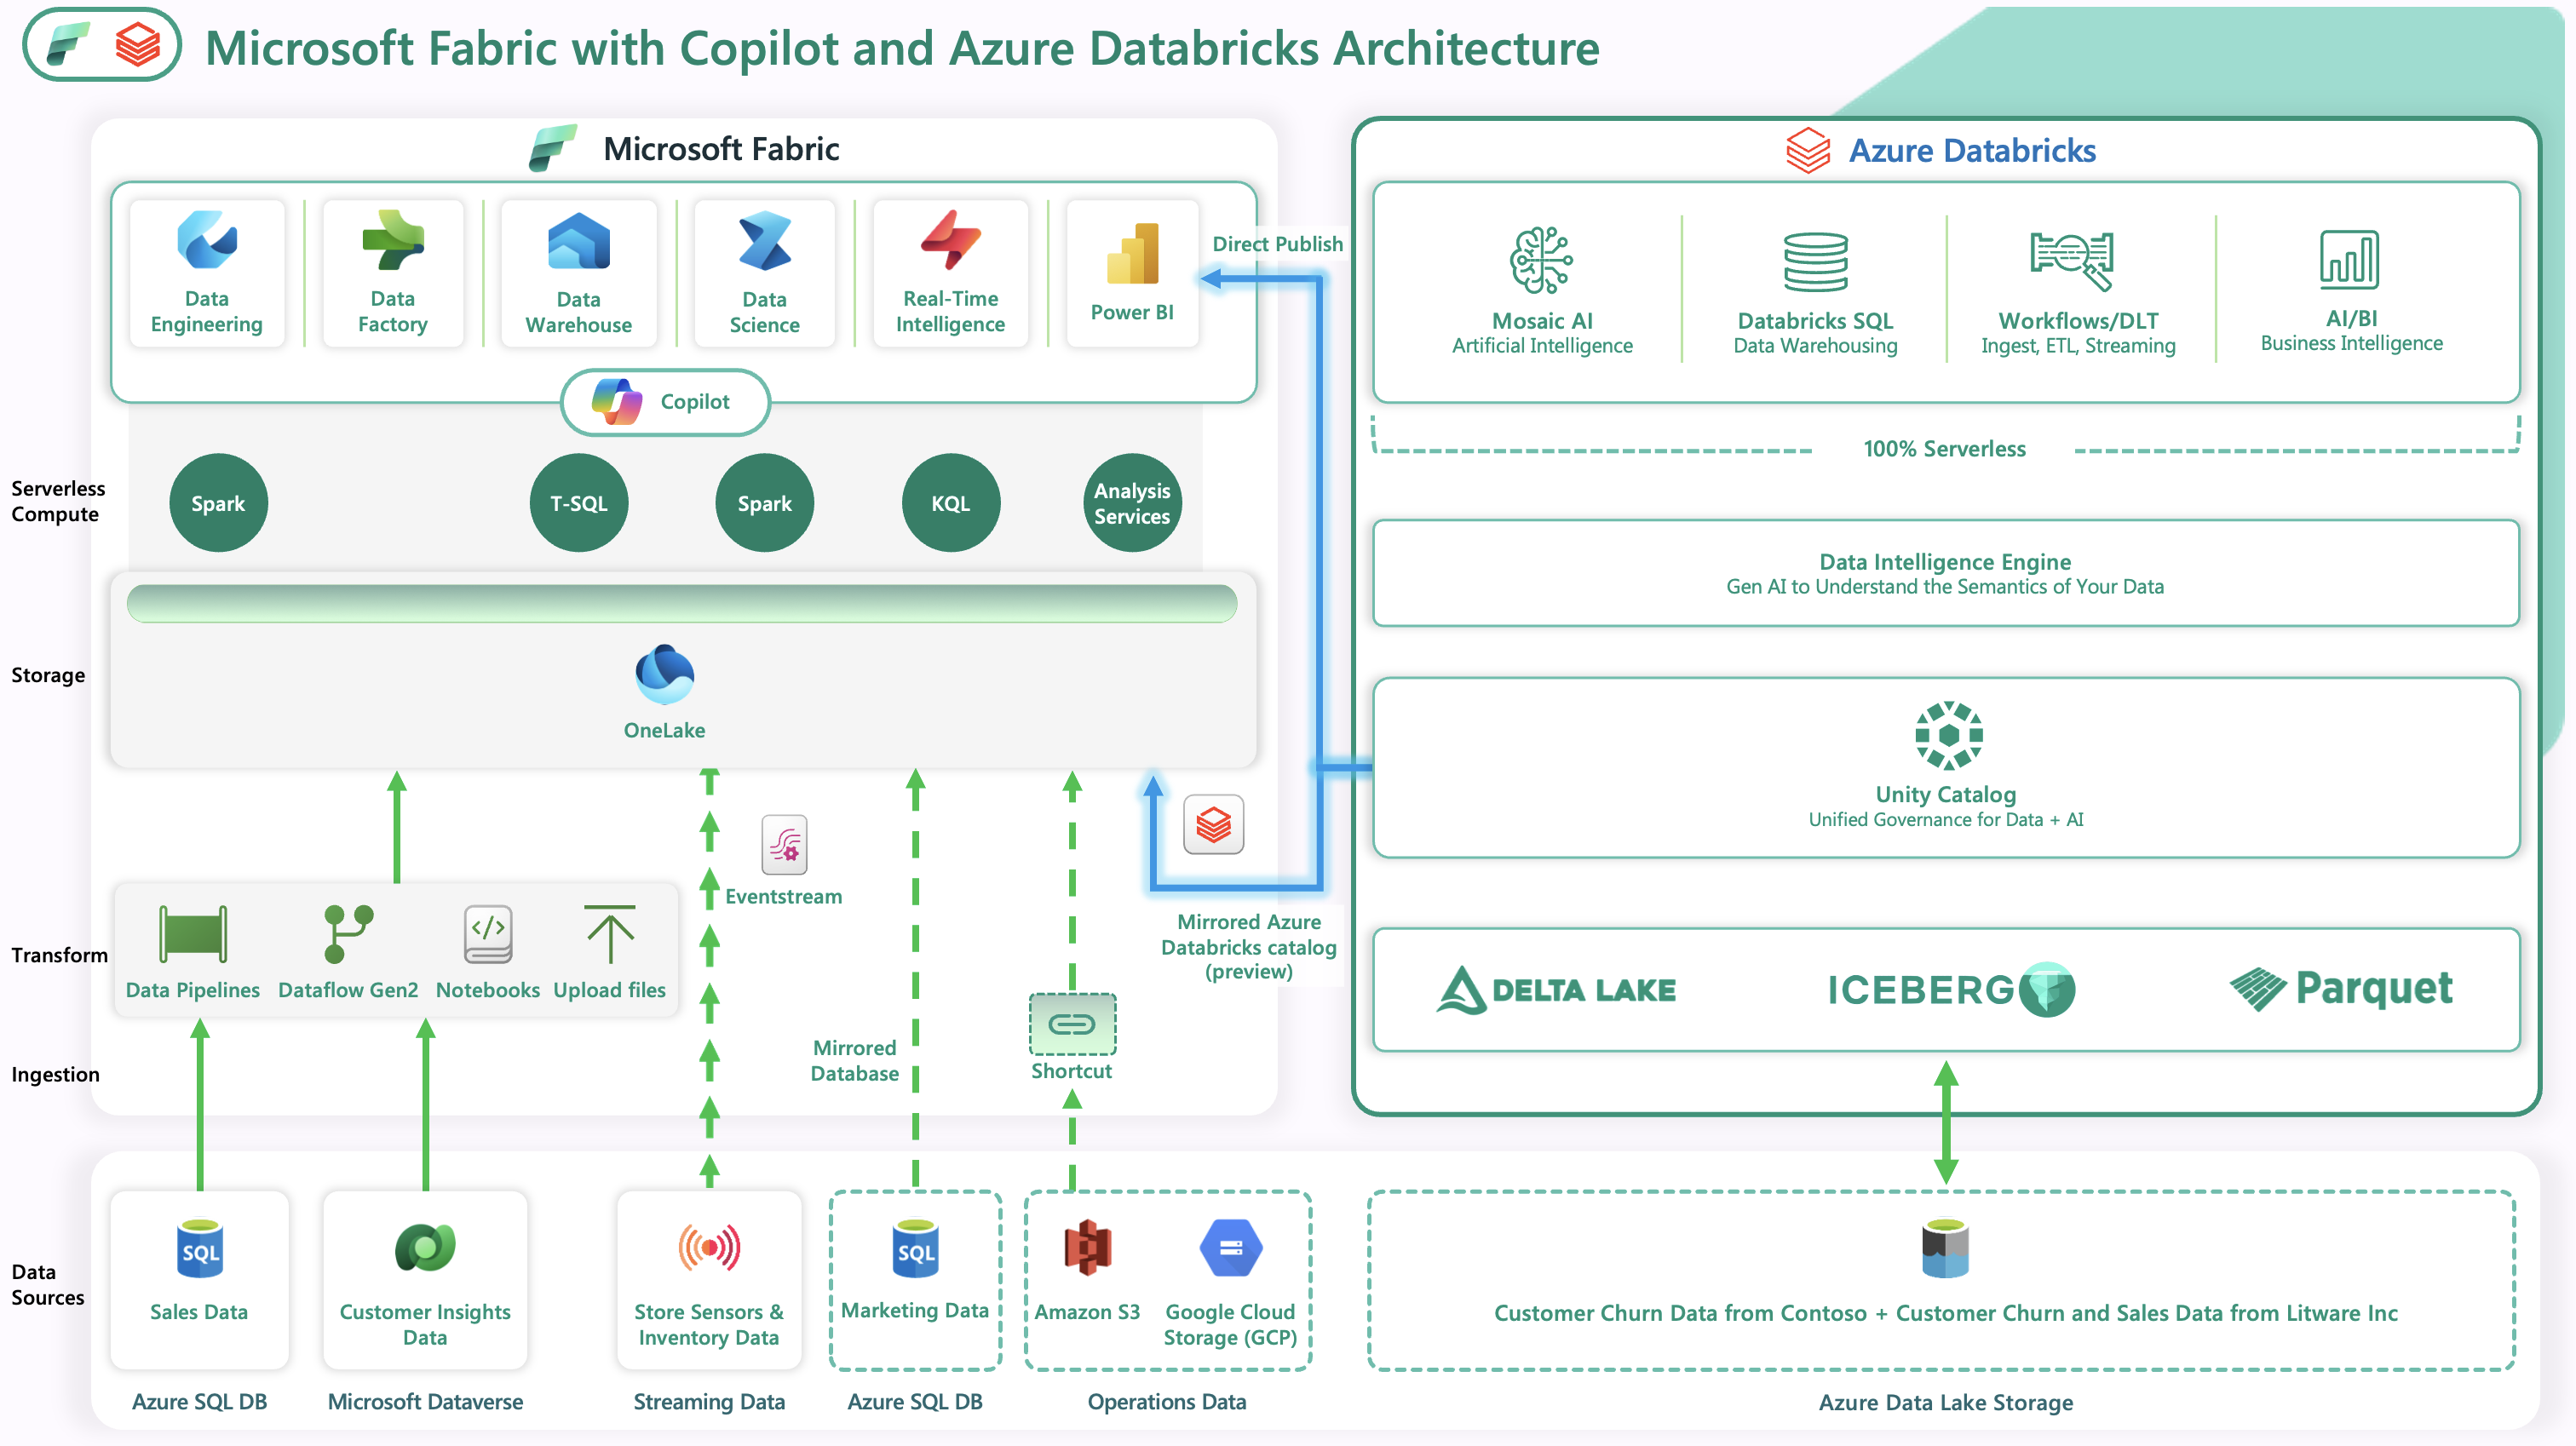 Microsoft Fabric with Copilot and Azure Databricks Architecture
Microsoft Fabric
Data
Engineering
Data
Factory
Data
Warehouse
Data
Science
Real-Time
Intelligence
Power BI
Copilot
Direct Publish
Serverless
Compute
Spark
T-SQL
Spark
KQL
Analysis
Services
Storage
OneLake
Eventstream
Mirrored Azure
Databricks catalog
(preview)
Transform
Data Pipelines
Dataflow Gen2
Notebooks
Upload files
Ingestion
Mirrored
Database
Shortcut
Azure Databricks
Mosaic AI
Artificial Intelligence
Databricks SQL
Data Warehousing
Workflows/DLT
Ingest, ETL, Streaming
AI/BI
Business Intelligence
100% Serverless
Data Intelligence Engine
Gen AI to Understand the Semantics of Your Data
Unity Catalog
Unified Governance for Data + AI
DELTA LAKE
ICEBERG
Parquet
Data
Sources
SQL
Sales Data
Azure SQL DB
Customer Insights
Data
Microsoft Dataverse
Store Sensors &
Inventory Data
Streaming Data
SQL
Marketing Data
Azure SQL DB
Amazon S3
Google Cloud
Storage (GCP)
Operations Data
Customer Churn Data from Contoso + Customer Churn and Sales Data from Litware Inc
Azure Data Lake Storage